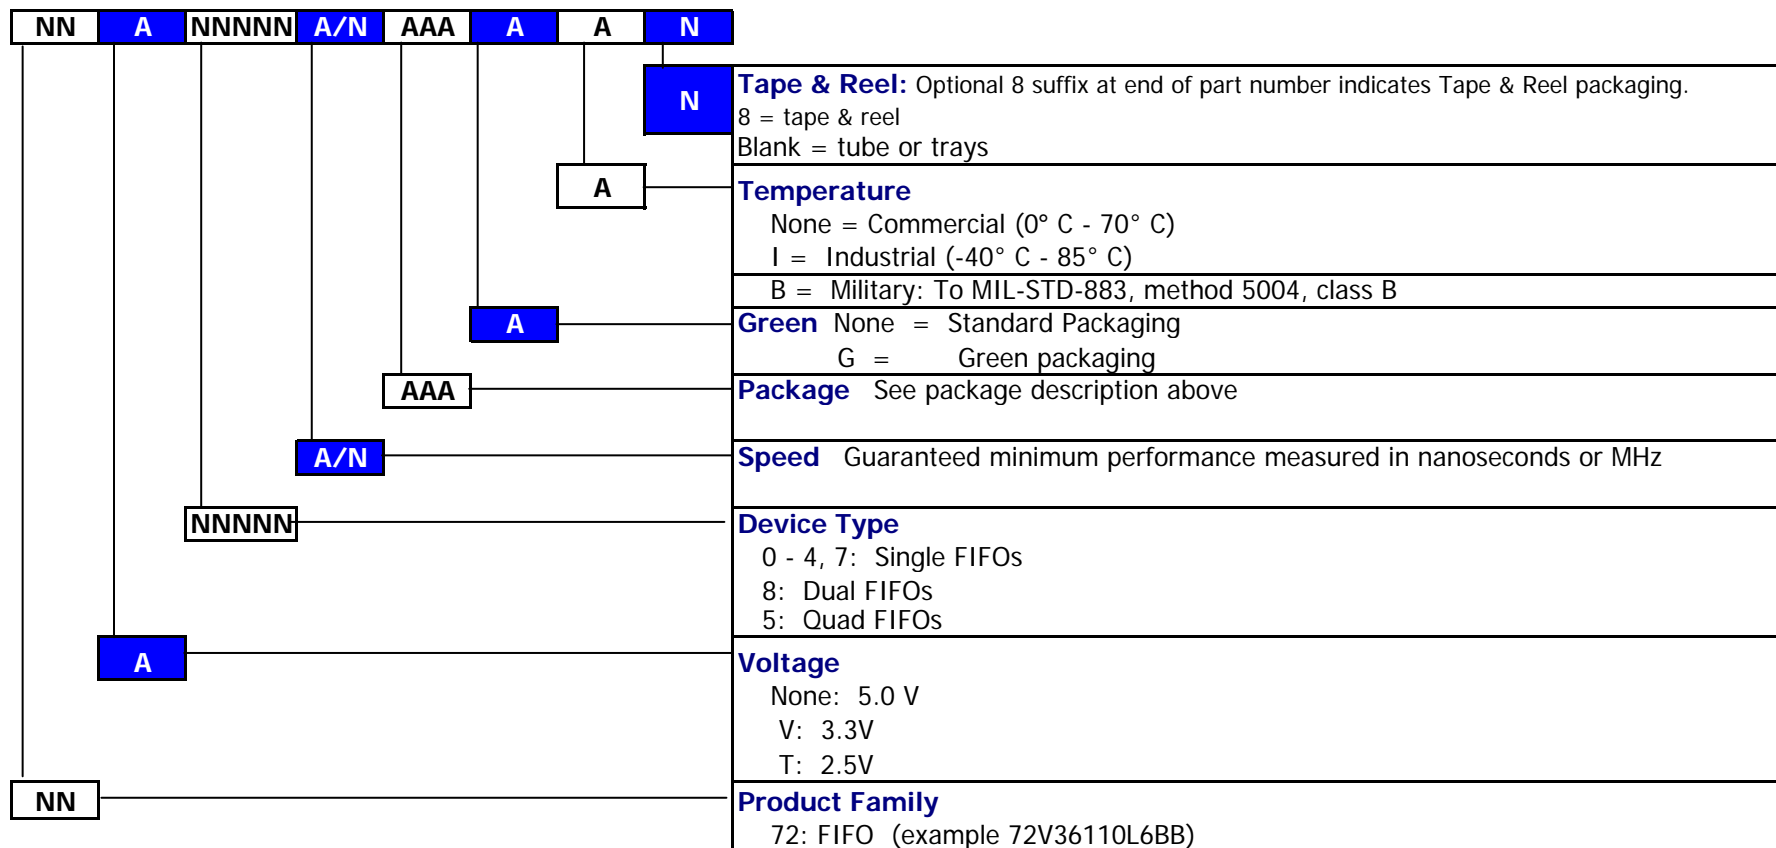 NN A NNNNN A/N AAA A A N
N Tape & Reel: Optional 8 suffix at end of part number indicates Tape & Reel packaging.
8 = tape & reel
Blank = tube or trays
A Temperature
None = Commercial (0° C - 70° C)
I = Industrial (-40° C - 85° C)
B = Military: To MIL-STD-883, method 5004, class B
A Green None = Standard Packaging
G = Green packaging
AAA Package See package description above
A/N Speed Guaranteed minimum performance measured in nanoseconds or MHz
NNNNN Device Type
0 - 4, 7: Single FIFOs
8: Dual FIFOs
5: Quad FIFOs
A Voltage
None: 5.0 V
V: 3.3V
T: 2.5V
NN Product Family
72: FIFO (example 72V36110L6BB)